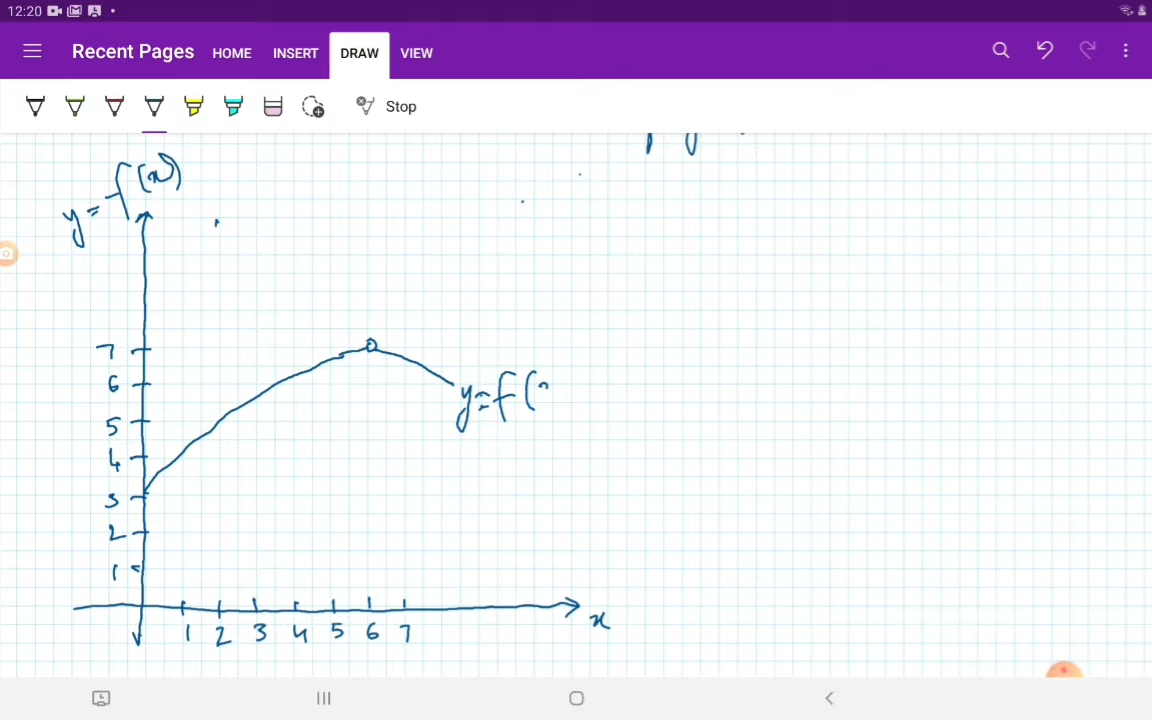 12:20
Recent Pages HOME INSERT DRAW VIEW
Stop
y=f(x)
7
6
y=f(
5
4
3
2
1
1 2 3 4 5 6 7
x